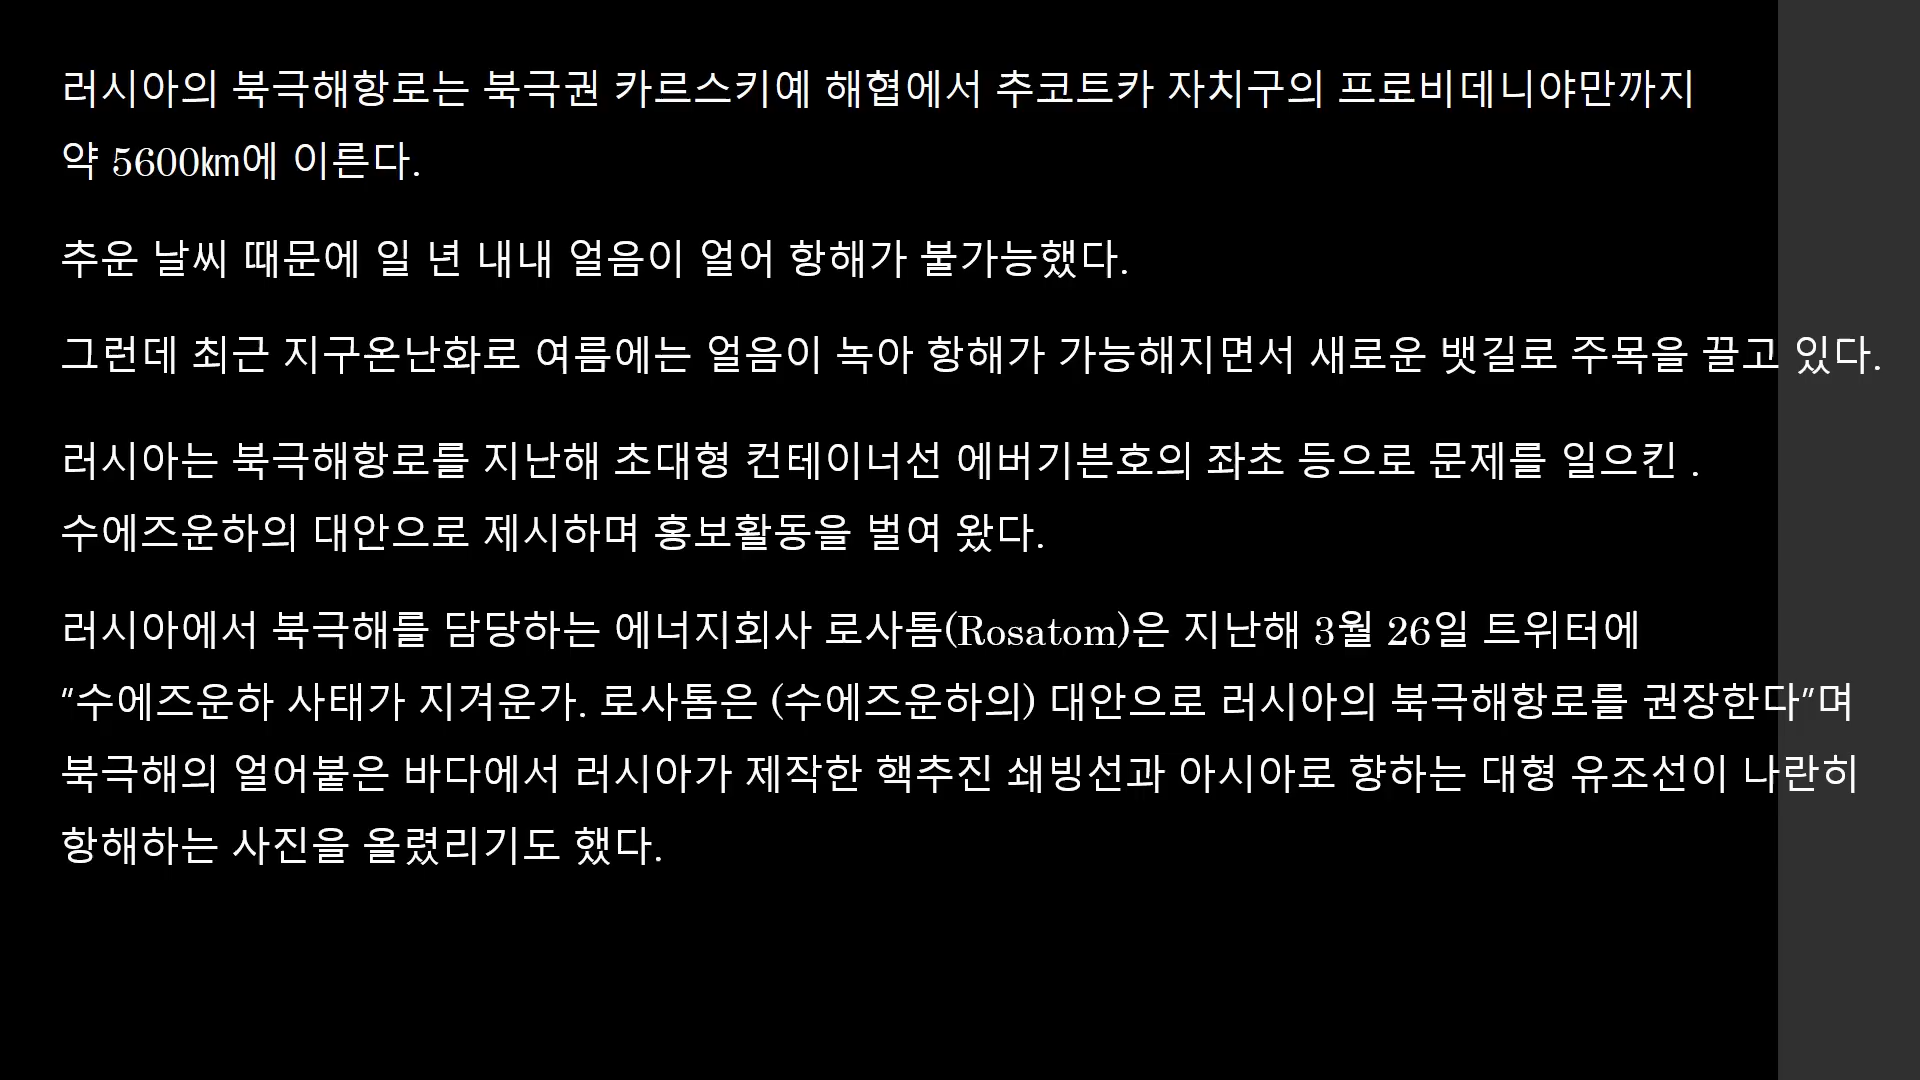 러시아의 북극해항로는 북극권 카르스키예 해협에서 추코트카 자치구의 프로비데니야만까지
약 5600㎞에 이른다.
추운 날씨 때문에 일 년 내내 얼음이 얼어 항해가 불가능했다.
그런데 최근 지구온난화로 여름에는 얼음이 녹아 항해가 가능해지면서 새로운 뱃길로 주목을 끌고 있다.
러시아는 북극해항로를 지난해 초대형 컨테이너선 에버기븐호의 좌초 등으로 문제를 일으킨 .
수에즈운하의 대안으로 제시하며 홍보활동을 벌여 왔다.
러시아에서 북극해를 담당하는 에너지회사 로사톰(Rosatom)은 지난해 3월 26일 트위터에
“수에즈운하 사태가 지겨운가. 로사톰은 (수에즈운하의) 대안으로 러시아의 북극해항로를 권장한다”며
북극해의 얼어붙은 바다에서 러시아가 제작한 핵추진 쇄빙선과 아시아로 향하는 대형 유조선이 나란히
항해하는 사진을 올렸리기도 했다.